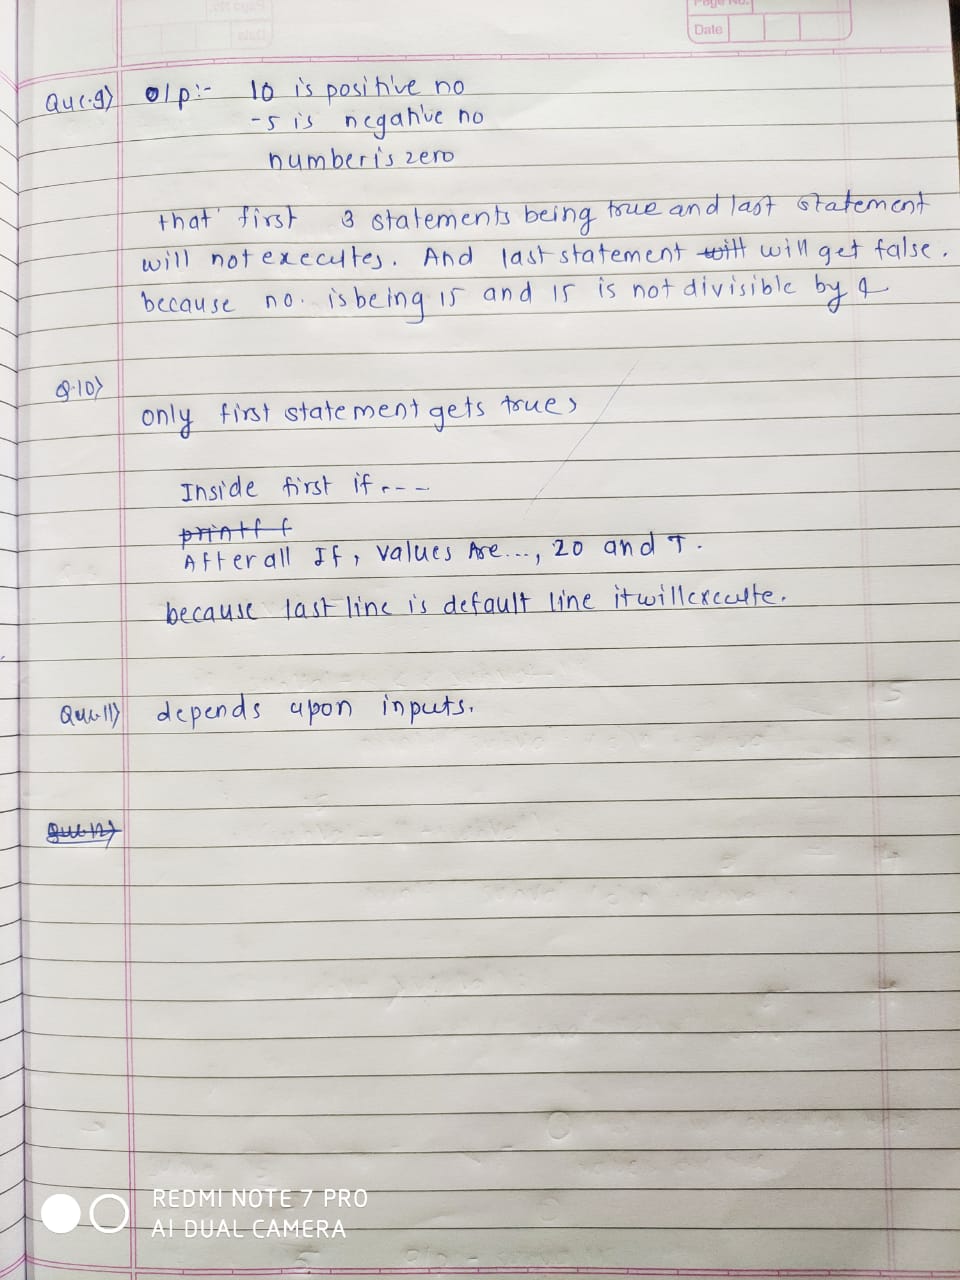 Page No.
Date
Que.9) o/p:- 10 is positive no
-5 is negative no
number is zero
that first 3 statements being true and last statement
will not executes. And last statement will will get false.
because no. is being 15 and 15 is not divisible by 2
Q.10)
only first statement gets true,
Inside first if...
printf f
After all If, values Are..., 20 and T.
because last line is default line it will execute.
Que.11) depends upon inputs.
Que.12)
REDMI NOTE 7 PRO
AI DUAL CAMERA